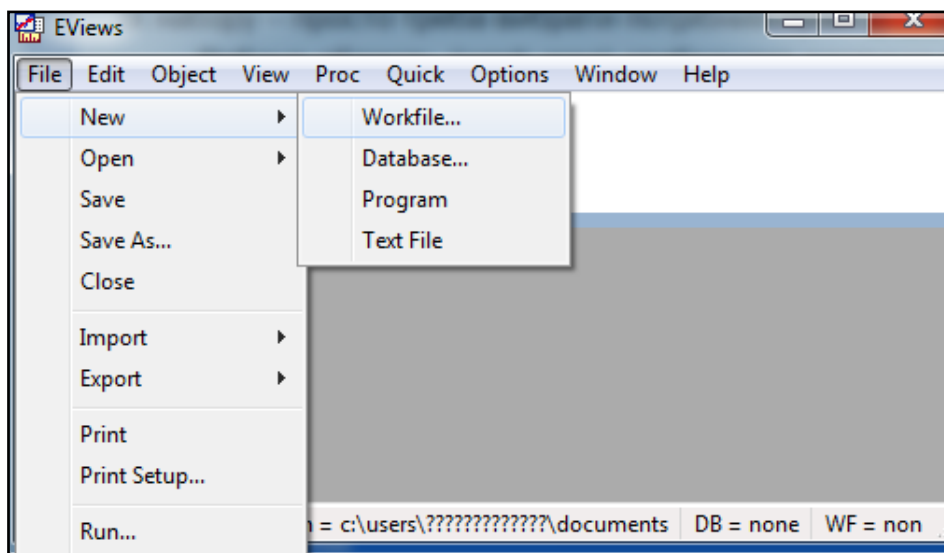 EViews
File Edit Object View Proc Quick Options Window Help
New Workfile...
Open Database...
Save Program
Save As... Text File
Close
Import
Export
Print
Print Setup...
Run...
= c:\users\?????????????\documents DB = none WF = non